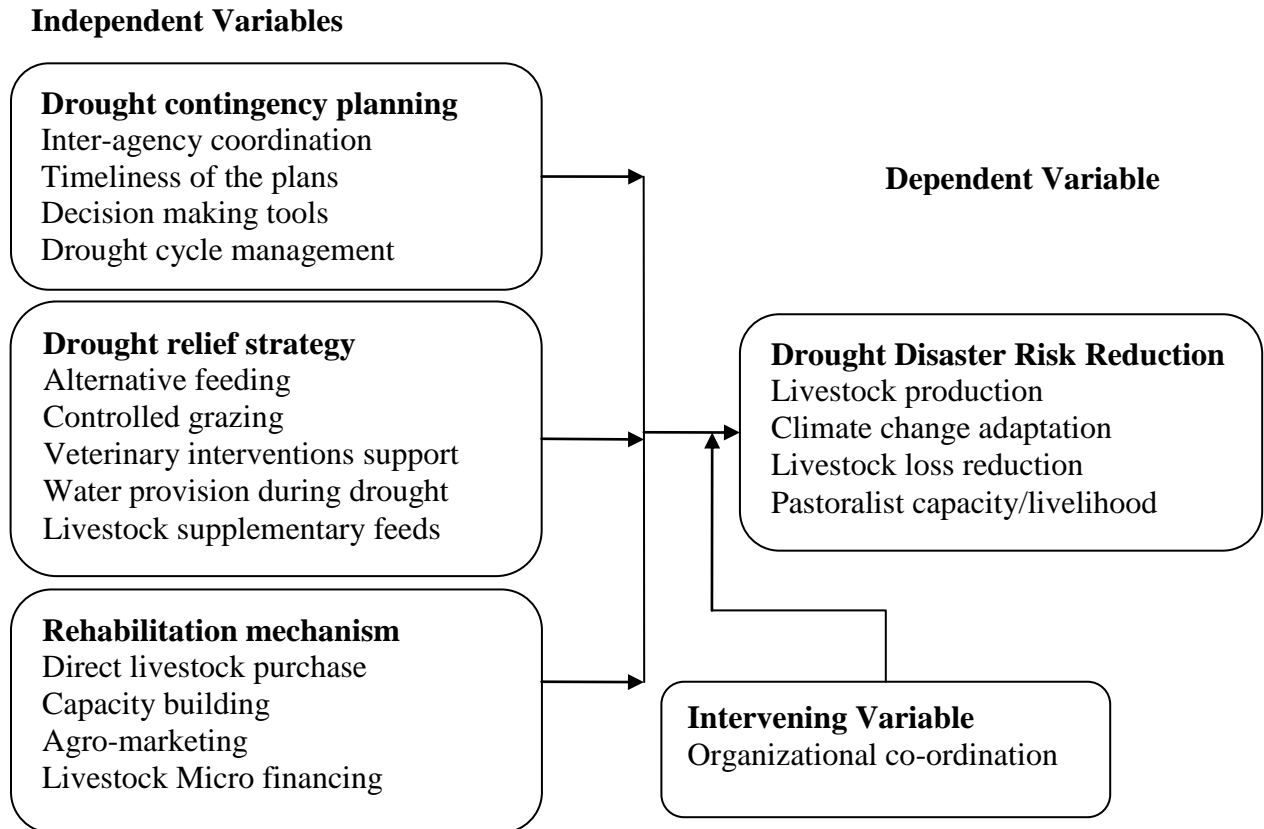 Independent Variables
Drought contingency planning
Inter-agency coordination
Timeliness of the plans
Decision making tools
Drought cycle management
Drought relief strategy
Alternative feeding
Controlled grazing
Veterinary interventions support
Water provision during drought
Livestock supplementary feeds
Rehabilitation mechanism
Direct livestock purchase
Capacity building
Agro-marketing
Livestock Micro financing
Dependent Variable
Drought Disaster Risk Reduction
Livestock production
Climate change adaptation
Livestock loss reduction
Pastoralist capacity/livelihood
Intervening Variable
Organizational co-ordination